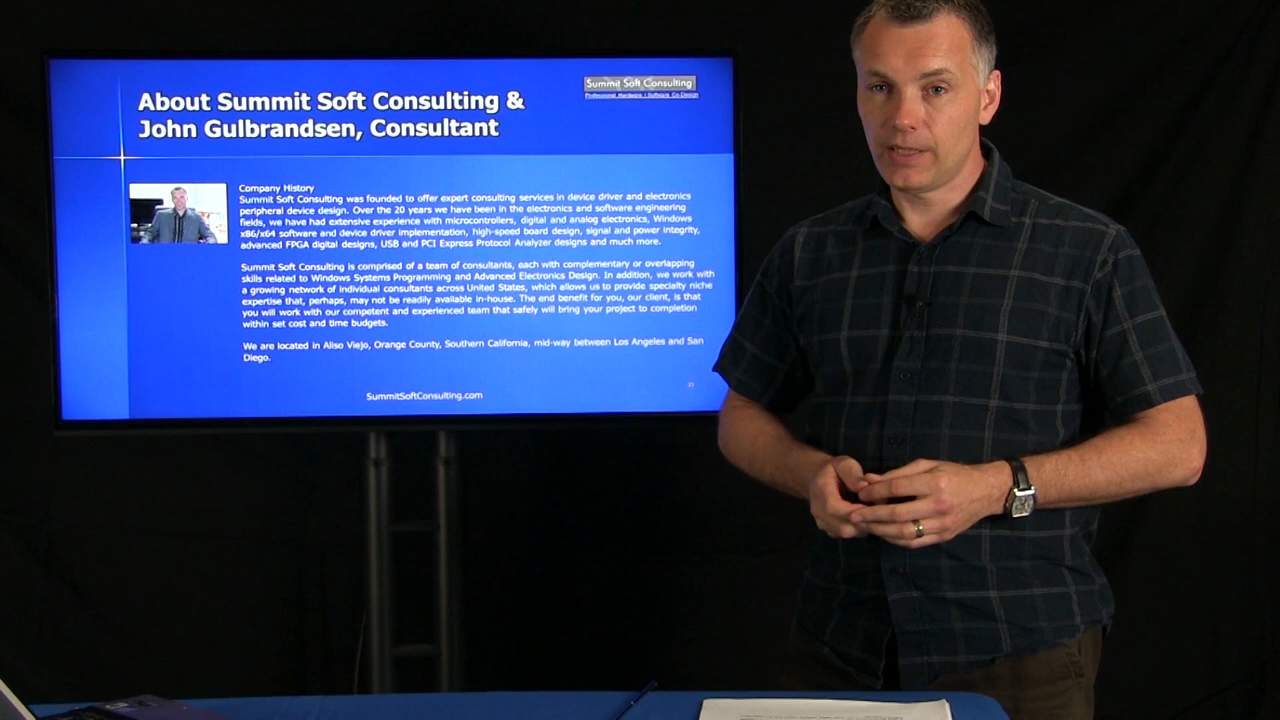 Summit Soft Consulting
Professional Hardware / Software Co-Design
About Summit Soft Consulting &
John Gulbrandsen, Consultant
Company History
Summit Soft Consulting was founded to offer expert consulting services in device driver and electronics
peripheral device design. Over the 20 years we have been in the electronics and software engineering
fields, we have had extensive experience with microcontrollers, digital and analog electronics, Windows
x86/x64 software and device driver implementation, high-speed board design, signal and power integrity,
advanced FPGA digital designs, USB and PCI Express Protocol Analyzer designs and much more.
Summit Soft Consulting is comprised of a team of consultants, each with complementary or overlapping
skills related to Windows Systems Programming and Advanced Electronics Design. In addition, we work with
a growing network of individual consultants across United States, which allows us to provide specialty niche
expertise that, perhaps, may not be readily available in-house. The end benefit for you, our client, is that
you will work with our competent and experienced team that safely will bring your project to completion
within set cost and time budgets.
We are located in Aliso Viejo, Orange County, Southern California, mid-way between Los Angeles and San
Diego.
SummitSoftConsulting.com